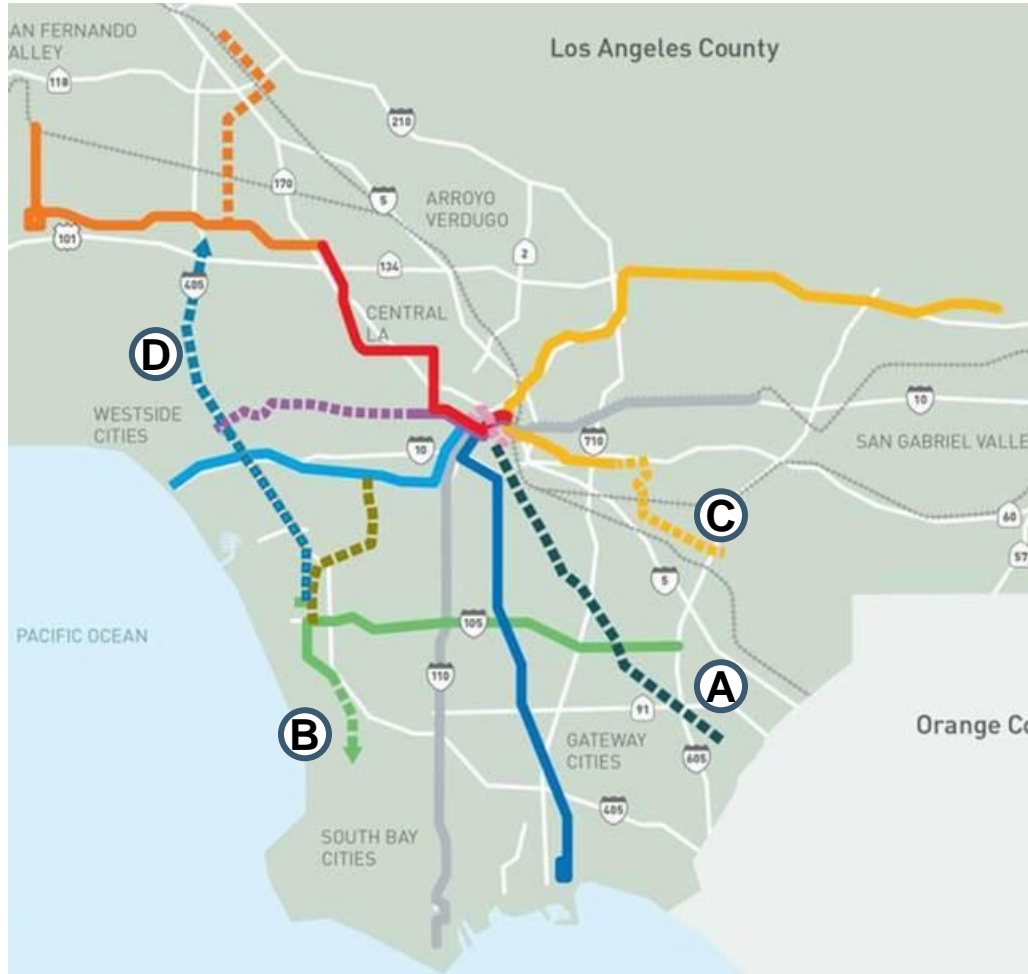 AN FERNANDO
ALLEY
Los Angeles County
118
210
170
5
ARROYO
VERDUGO
101
2
134
405
CENTRAL
LA
D
WESTSIDE
CITIES
10
10
710
SAN GABRIEL VALLE
C
60
57
5
PACIFIC OCEAN
105
110
A
91
B
GATEWAY
CITIES
605
Orange Co
405
SOUTH BAY
CITIES